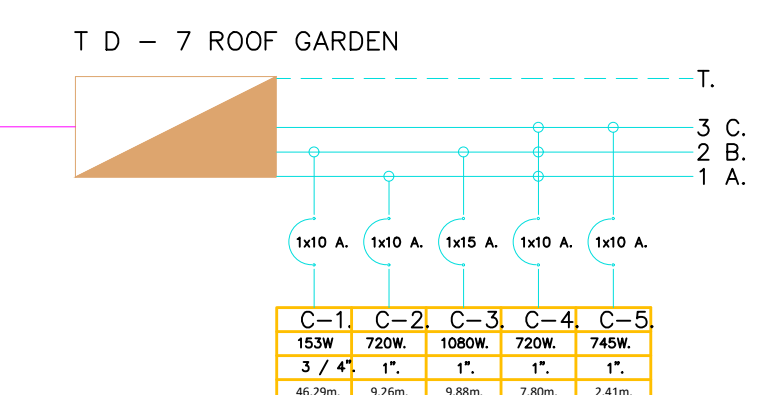 T D - 7 ROOF GARDEN
T.
3 C.
2 B.
1 A.
1x10 A. 1x10 A. 1x15 A. 1x10 A. 1x10 A.
C-1. C-2. C-3. C-4. C-5.
153W 720W. 1080W. 720W. 745W.
3 / 4". 1". 1". 1". 1".
46.29m. 9.26m. 9.88m. 7.80m. 2.41m.